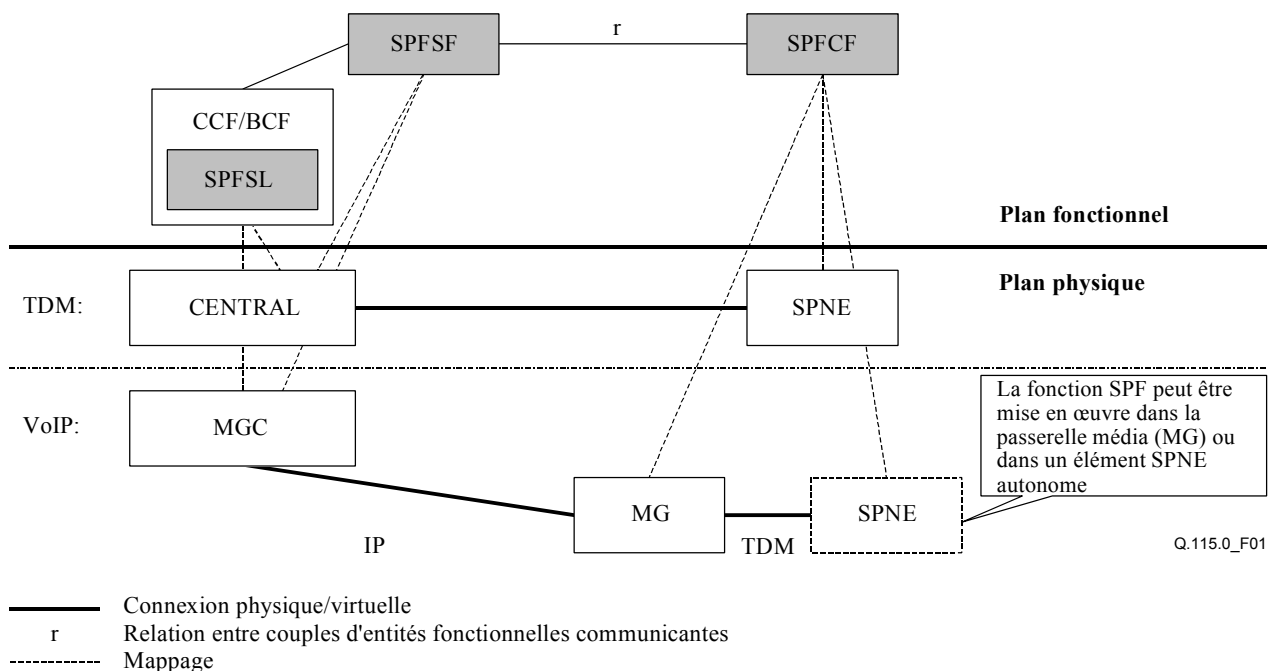 SPFSF
r
SPFCF
CCF/BCF
SPFSL
Plan fonctionnel
Plan physique
TDM:
CENTRAL
SPNE
VoIP:
MGC
La fonction SPF peut être
mise en œuvre dans la
passerelle média (MG) ou
dans un élément SPNE
autonome
MG
SPNE
IP
TDM
Q.115.0_F01
Connexion physique/virtuelle
r Relation entre couples d'entités fonctionnelles communicantes
Mappage